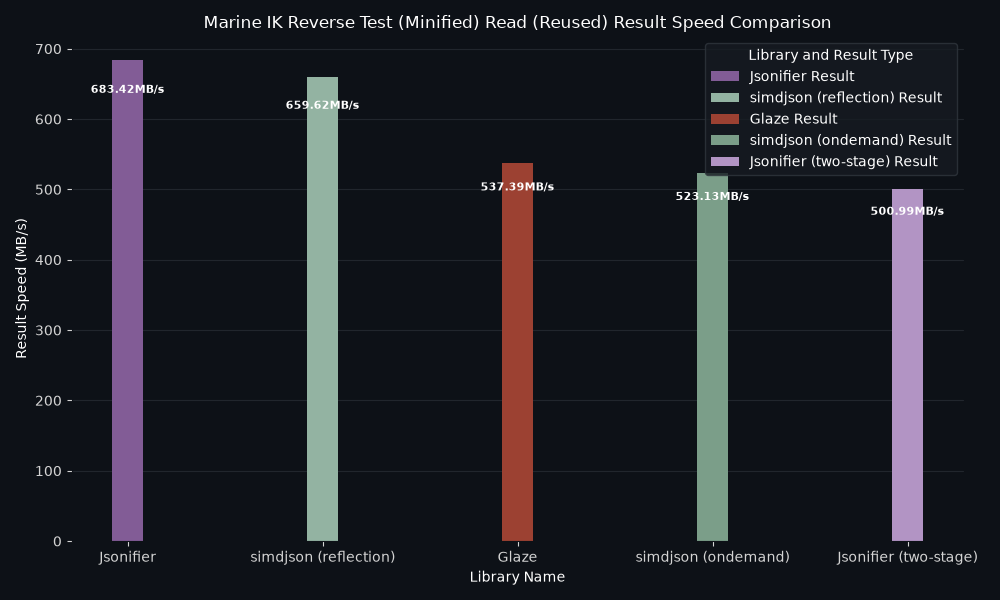 Marine IK Reverse Test (Minified) Read (Reused) Result Speed Comparison
Library and Result Type
Jsonifier Result
simdjson (reflection) Result
Glaze Result
simdjson (ondemand) Result
Jsonifier (two-stage) Result
Result Speed (MB/s)
700
600
500
400
300
200
100
0
683.42MB/s
659.62MB/s
537.39MB/s
523.13MB/s
500.99MB/s
Jsonifier
simdjson (reflection)
Glaze
simdjson (ondemand)
Jsonifier (two-stage)
Library Name